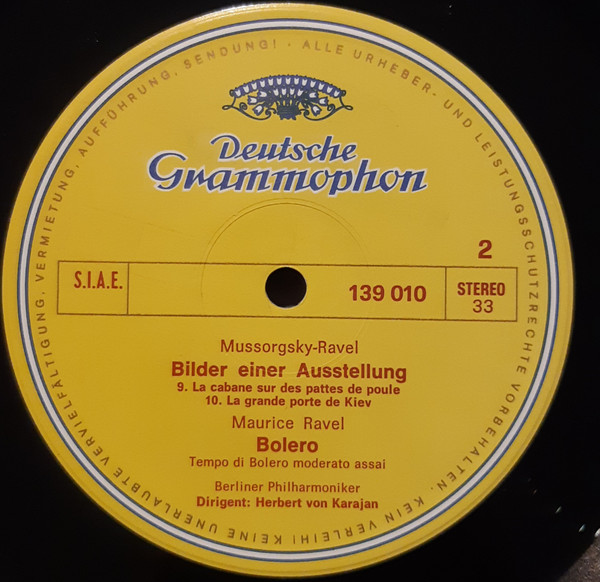 ALLE URHEBER- UND LEISTUNGSSCHUTZRECHTE VORBEHALTEN. KEIN VERLEIH! KEINE UNERLAUBTE VERVIELFÄLTIGUNG, VERMIETUNG, AUFFÜHRUNG, SENDUNG! ·
Deutsche
Grammophon
2
S.I.A.E.
139 010
STEREO
33
Mussorgsky-Ravel
Bilder einer Ausstellung
9. La cabane sur des pattes de poule
10. La grande porte de Kiev
Maurice Ravel
Bolero
Tempo di Bolero moderato assai
Berliner Philharmoniker
Dirigent: Herbert von Karajan